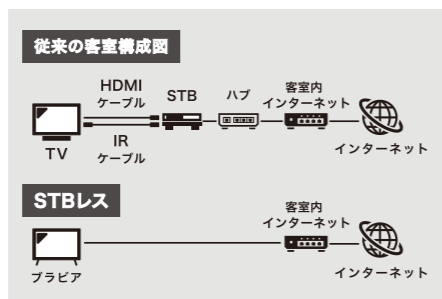 従来の客室構成図
HDMI
ケーブル
STB
ハブ
客室内
インターネット
TV
IR
ケーブル
インターネット
STBレス
客室内
インターネット
ブラビア
インターネット